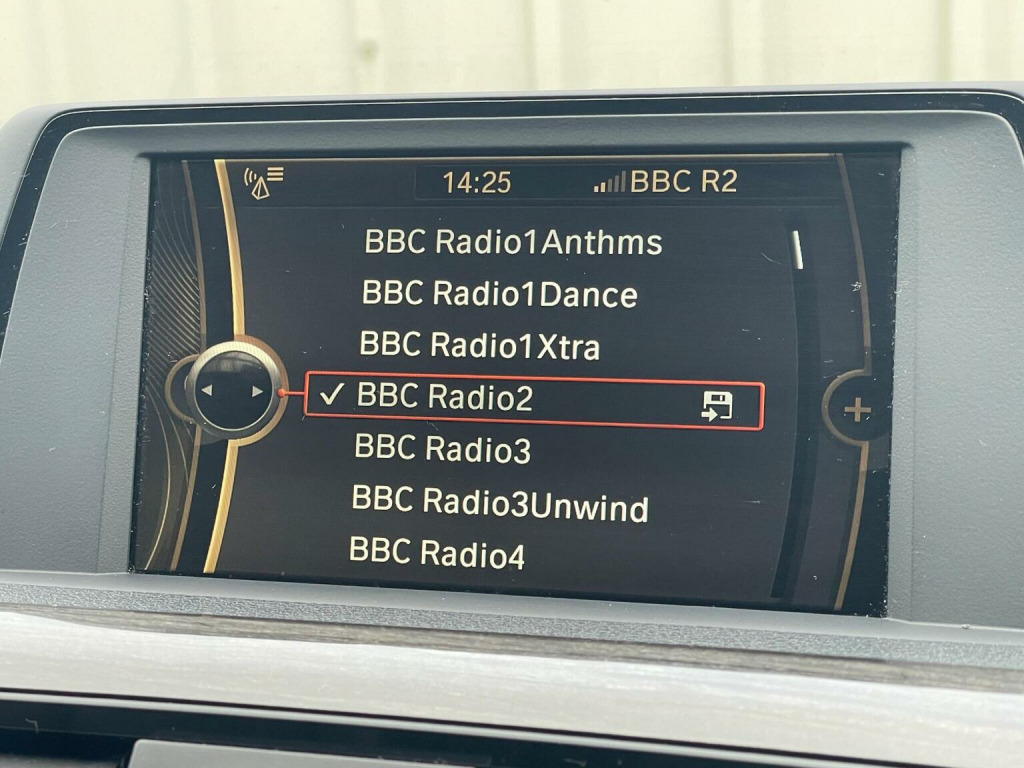 14:25 BBC R2
BBC Radio1Anthms
BBC Radio1Dance
BBC Radio1Xtra
BBC Radio2
BBC Radio3
BBC Radio3Unwind
BBC Radio4